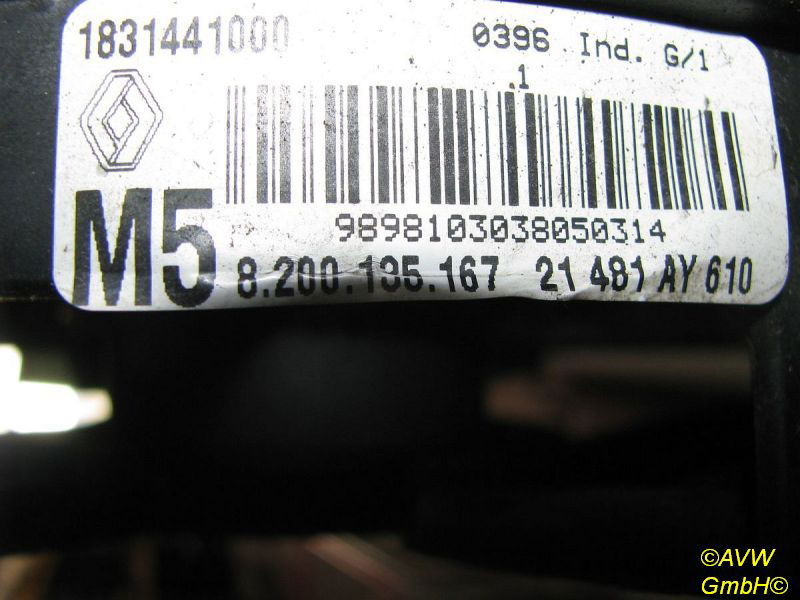 1831441000 0396 Ind. G/1
.1
9898103038050314
M5 8.200.135.167 21 481 AY 610
©AVW
GmbH©